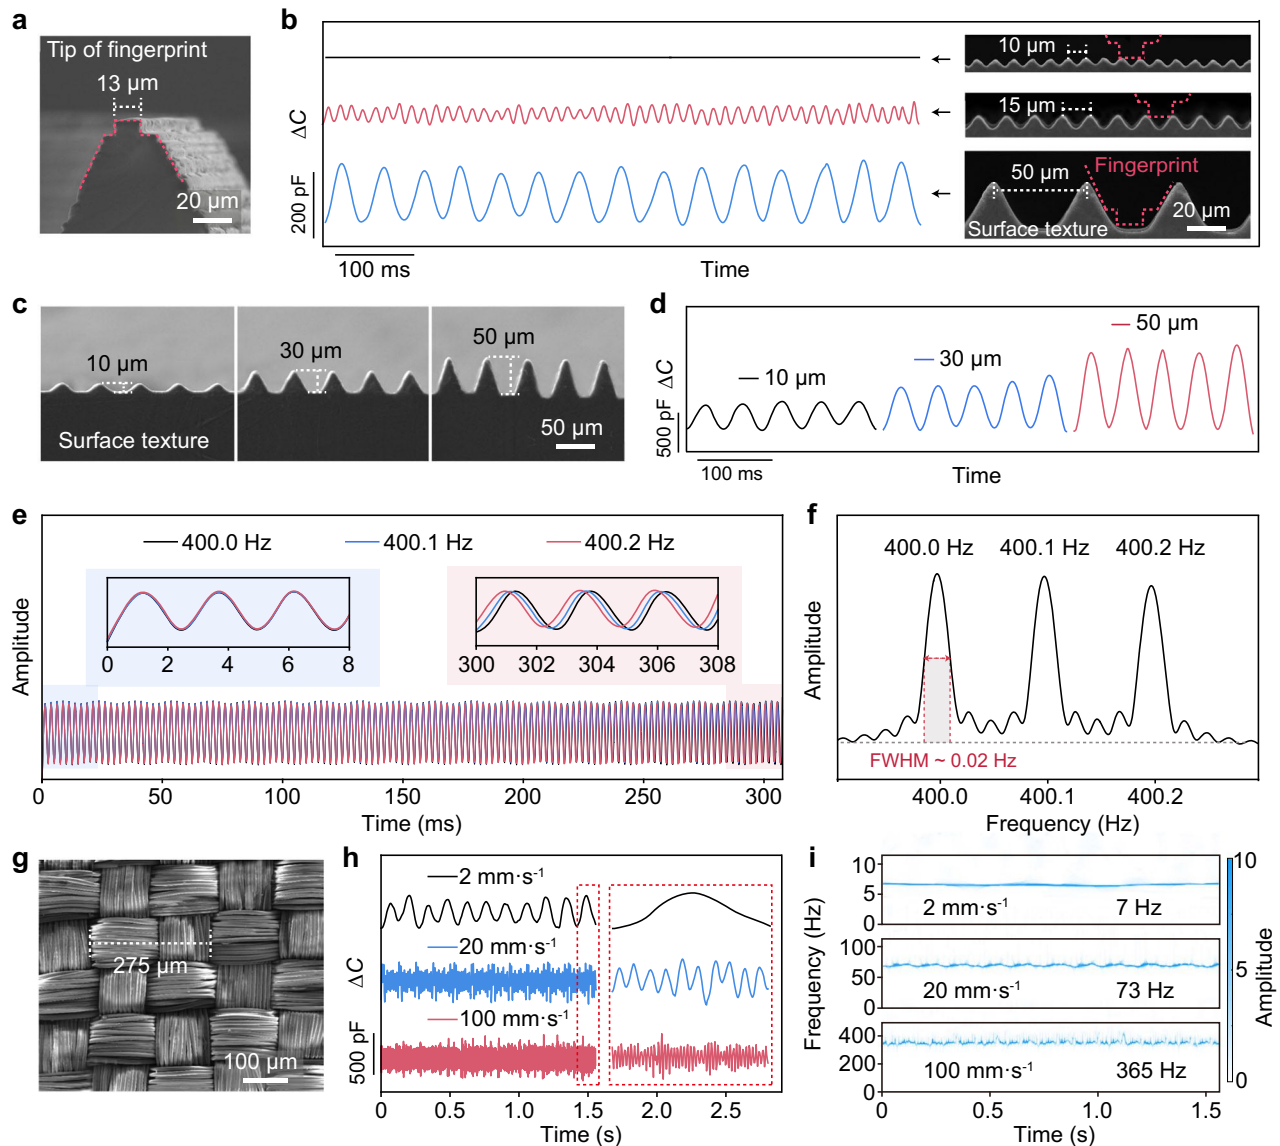 a
Tip of fingerprint
13 µm
20 µm
b
ΔC
200 pF
100 ms
Time
10 µm
15 µm
50 µm
Fingerprint
Surface texture
20 µm
c
10 µm
30 µm
50 µm
Surface texture
50 µm
d
50 µm
30 µm
10 µm
ΔC
500 pF
100 ms
Time
e
400.0 Hz 400.1 Hz 400.2 Hz
Amplitude
0 2 4 6 8
300 302 304 306 308
0 50 100 150 200 250 300
Time (ms)
f
400.0 Hz 400.1 Hz 400.2 Hz
Amplitude
FWHM ~ 0.02 Hz
400.0 400.1 400.2
Frequency (Hz)
g
275 µm
100 µm
h
2 mm·s⁻¹
20 mm·s⁻¹
100 mm·s⁻¹
ΔC
500 pF
0 0.5 1.0 1.5 2.0 2.5
Time (s)
i
Frequency (Hz)
10
5
0
2 mm·s⁻¹ 7 Hz
100
50
0
20 mm·s⁻¹ 73 Hz
400
200
0
100 mm·s⁻¹ 365 Hz
0 0.5 1.0 1.5
Time (s)
10
5
0
Amplitude